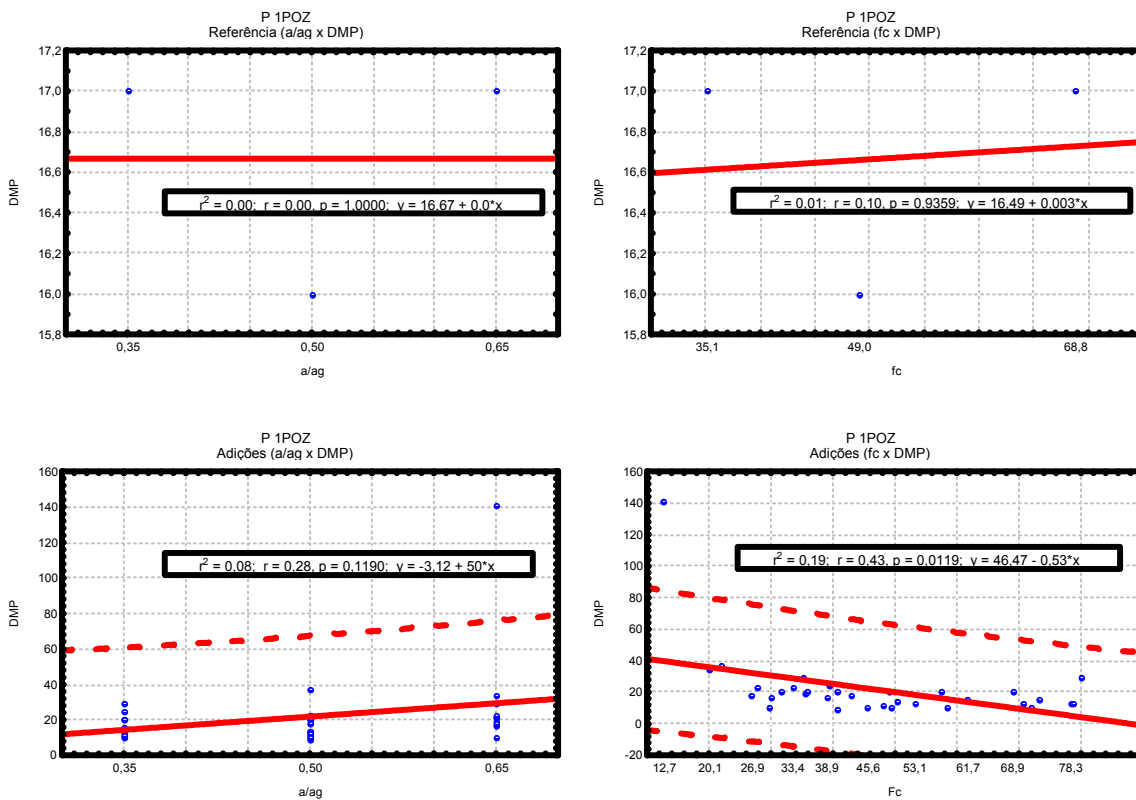 P 1POZ
Referência (a/ag x DMP)
17,2
17,0
16,8
16,6
16,4
16,2
16,0
15,8
DMP
r² = 0,00; r = 0,00, p = 1,0000; y = 16,67 + 0,0*x
0,35 0,50 0,65
a/ag
P 1POZ
Referência (fc x DMP)
17,2
17,0
16,8
16,6
16,4
16,2
16,0
15,8
DMP
r² = 0,01; r = 0,10, p = 0,9359; y = 16,49 + 0,003*x
35,1 49,0 68,8
fc
P 1POZ
Adições (a/ag x DMP)
160
140
120
100
80
60
40
20
0
DMP
r² = 0,08; r = 0,28, p = 0,1190; y = -3,12 + 50*x
0,35 0,50 0,65
a/ag
P 1POZ
Adições (fc x DMP)
160
140
120
100
80
60
40
20
0
-20
DMP
r² = 0,19; r = 0,43, p = 0,0119; y = 46,47 - 0,53*x
12,7 20,1 26,9 33,4 38,9 45,6 53,1 61,7 68,9 78,3
Fc